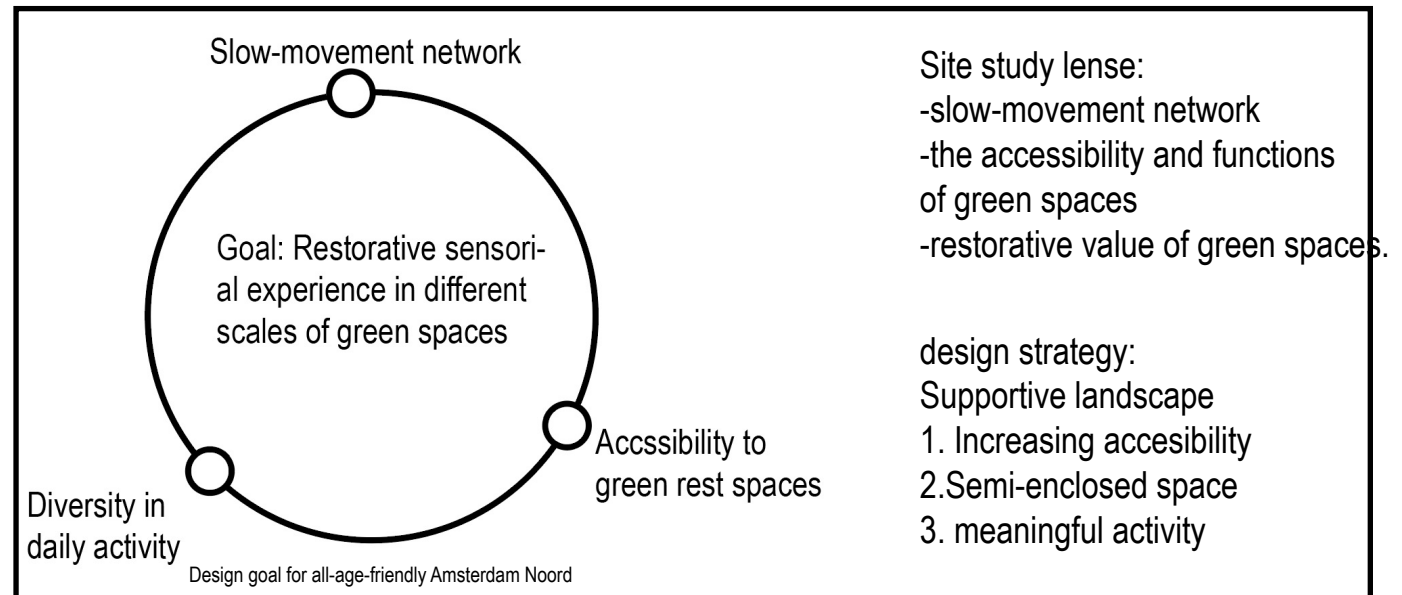 Slow-movement network
Goal: Restorative sensori-
al experience in different
scales of green spaces
Accssibility to
green rest spaces
Diversity in
daily activity
Design goal for all-age-friendly Amsterdam Noord
Site study lense:
-slow-movement network
-the accessibility and functions
of green spaces
-restorative value of green spaces.
design strategy:
Supportive landscape
1. Increasing accesibility
2.Semi-enclosed space
3. meaningful activity